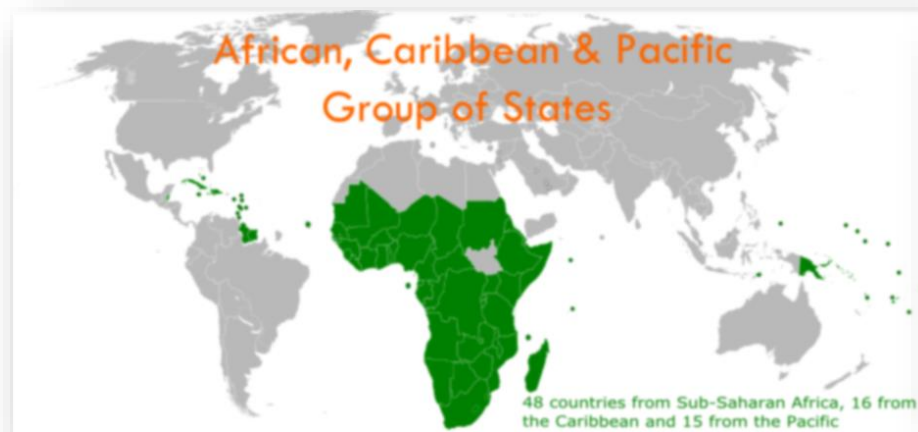 African, Caribbean & Pacific
Group of States
48 countries from Sub-Saharan Africa, 16 from
the Caribbean and 15 from the Pacific